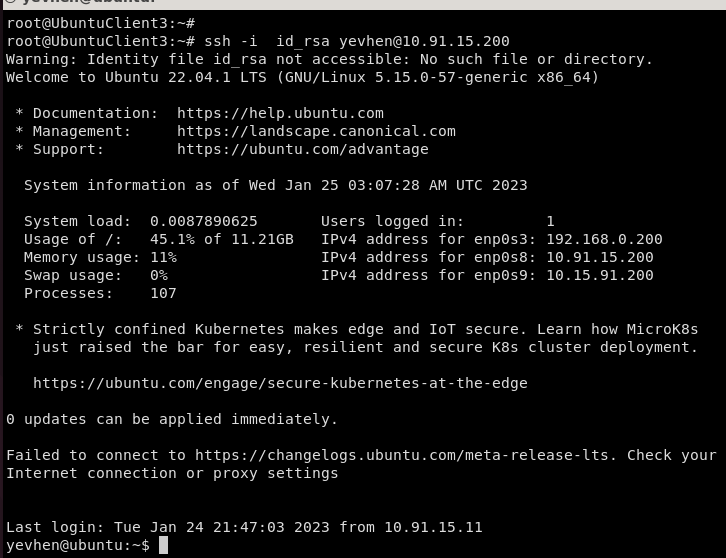 root@UbuntuClient3:~#
root@UbuntuClient3:~# ssh -i  id_rsa yevhen@10.91.15.200
Warning: Identity file id_rsa not accessible: No such file or directory.
Welcome to Ubuntu 22.04.1 LTS (GNU/Linux 5.15.0-57-generic x86_64)

 * Documentation:  https://help.ubuntu.com
 * Management:     https://landscape.canonical.com
 * Support:        https://ubuntu.com/advantage

  System information as of Wed Jan 25 03:07:28 AM UTC 2023

  System load:  0.0087890625       Users logged in:         1
  Usage of /:   45.1% of 11.21GB   IPv4 address for enp0s3: 192.168.0.200
  Memory usage: 11%                IPv4 address for enp0s8: 10.91.15.200
  Swap usage:   0%                 IPv4 address for enp0s9: 10.15.91.200
  Processes:    107

 * Strictly confined Kubernetes makes edge and IoT secure. Learn how MicroK8s
   just raised the bar for easy, resilient and secure K8s cluster deployment.

   https://ubuntu.com/engage/secure-kubernetes-at-the-edge

0 updates can be applied immediately.

Failed to connect to https://changelogs.ubuntu.com/meta-release-lts. Check your
Internet connection or proxy settings


Last login: Tue Jan 24 21:47:03 2023 from 10.91.15.11
yevhen@ubuntu:~$